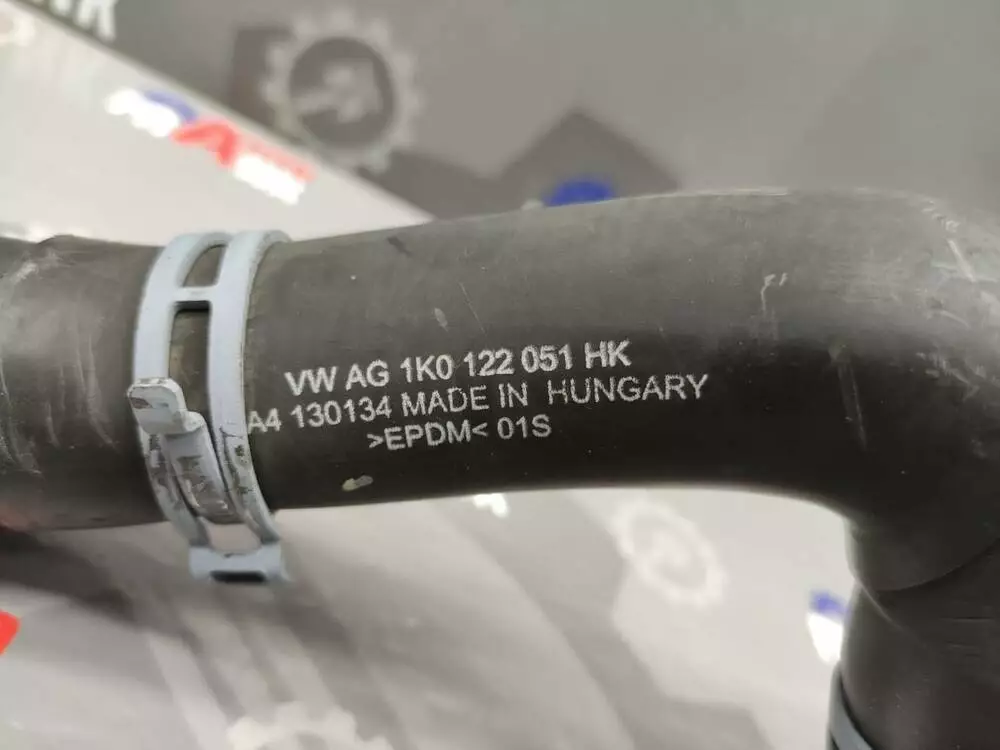 VW AG 1K0 122 051 HK
A4 130134 MADE IN HUNGARY
>EPDM< 01S